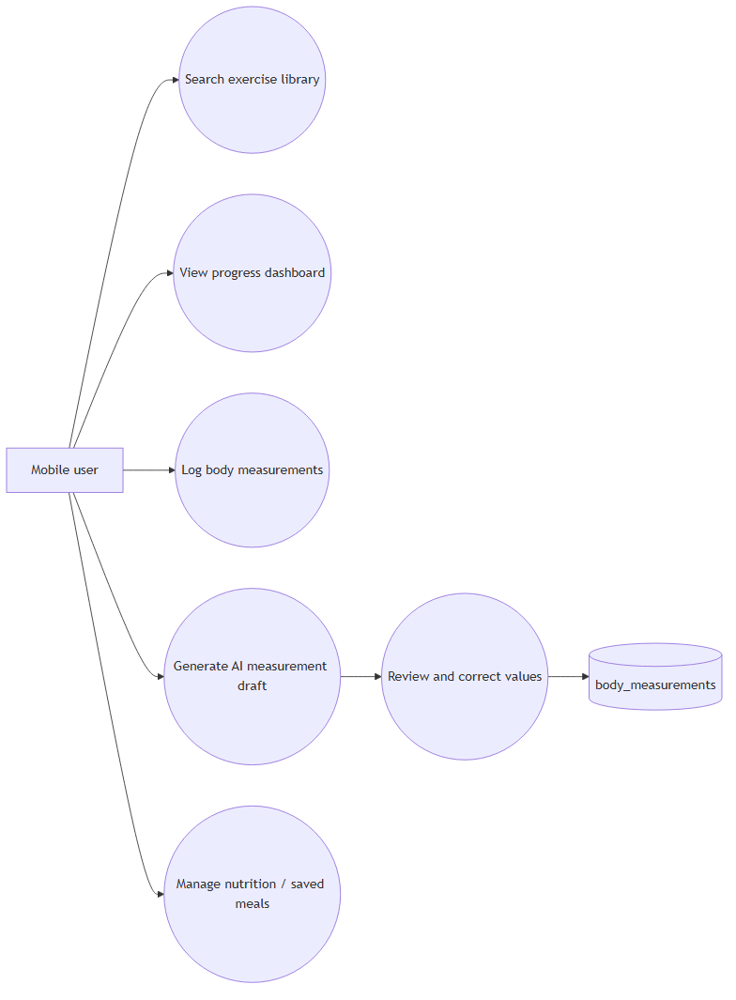 Search exercise library
View progress dashboard
Mobile user
Log body measurements
Generate AI measurement
draft
Review and correct values
body_measurements
Manage nutrition / saved
meals